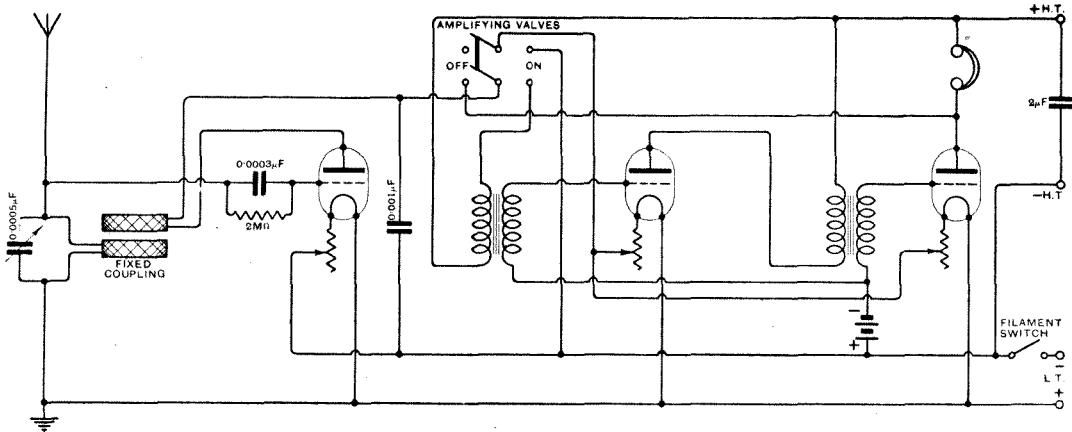 +H.T.
AMPLIFYING VALVES
OFF
ON
2μF
0·0003μF
2MΩ
0·001μF
0·0005μF
FIXED
COUPLING
-H.T
-
+
FILAMENT
SWITCH
-
L.T.
+